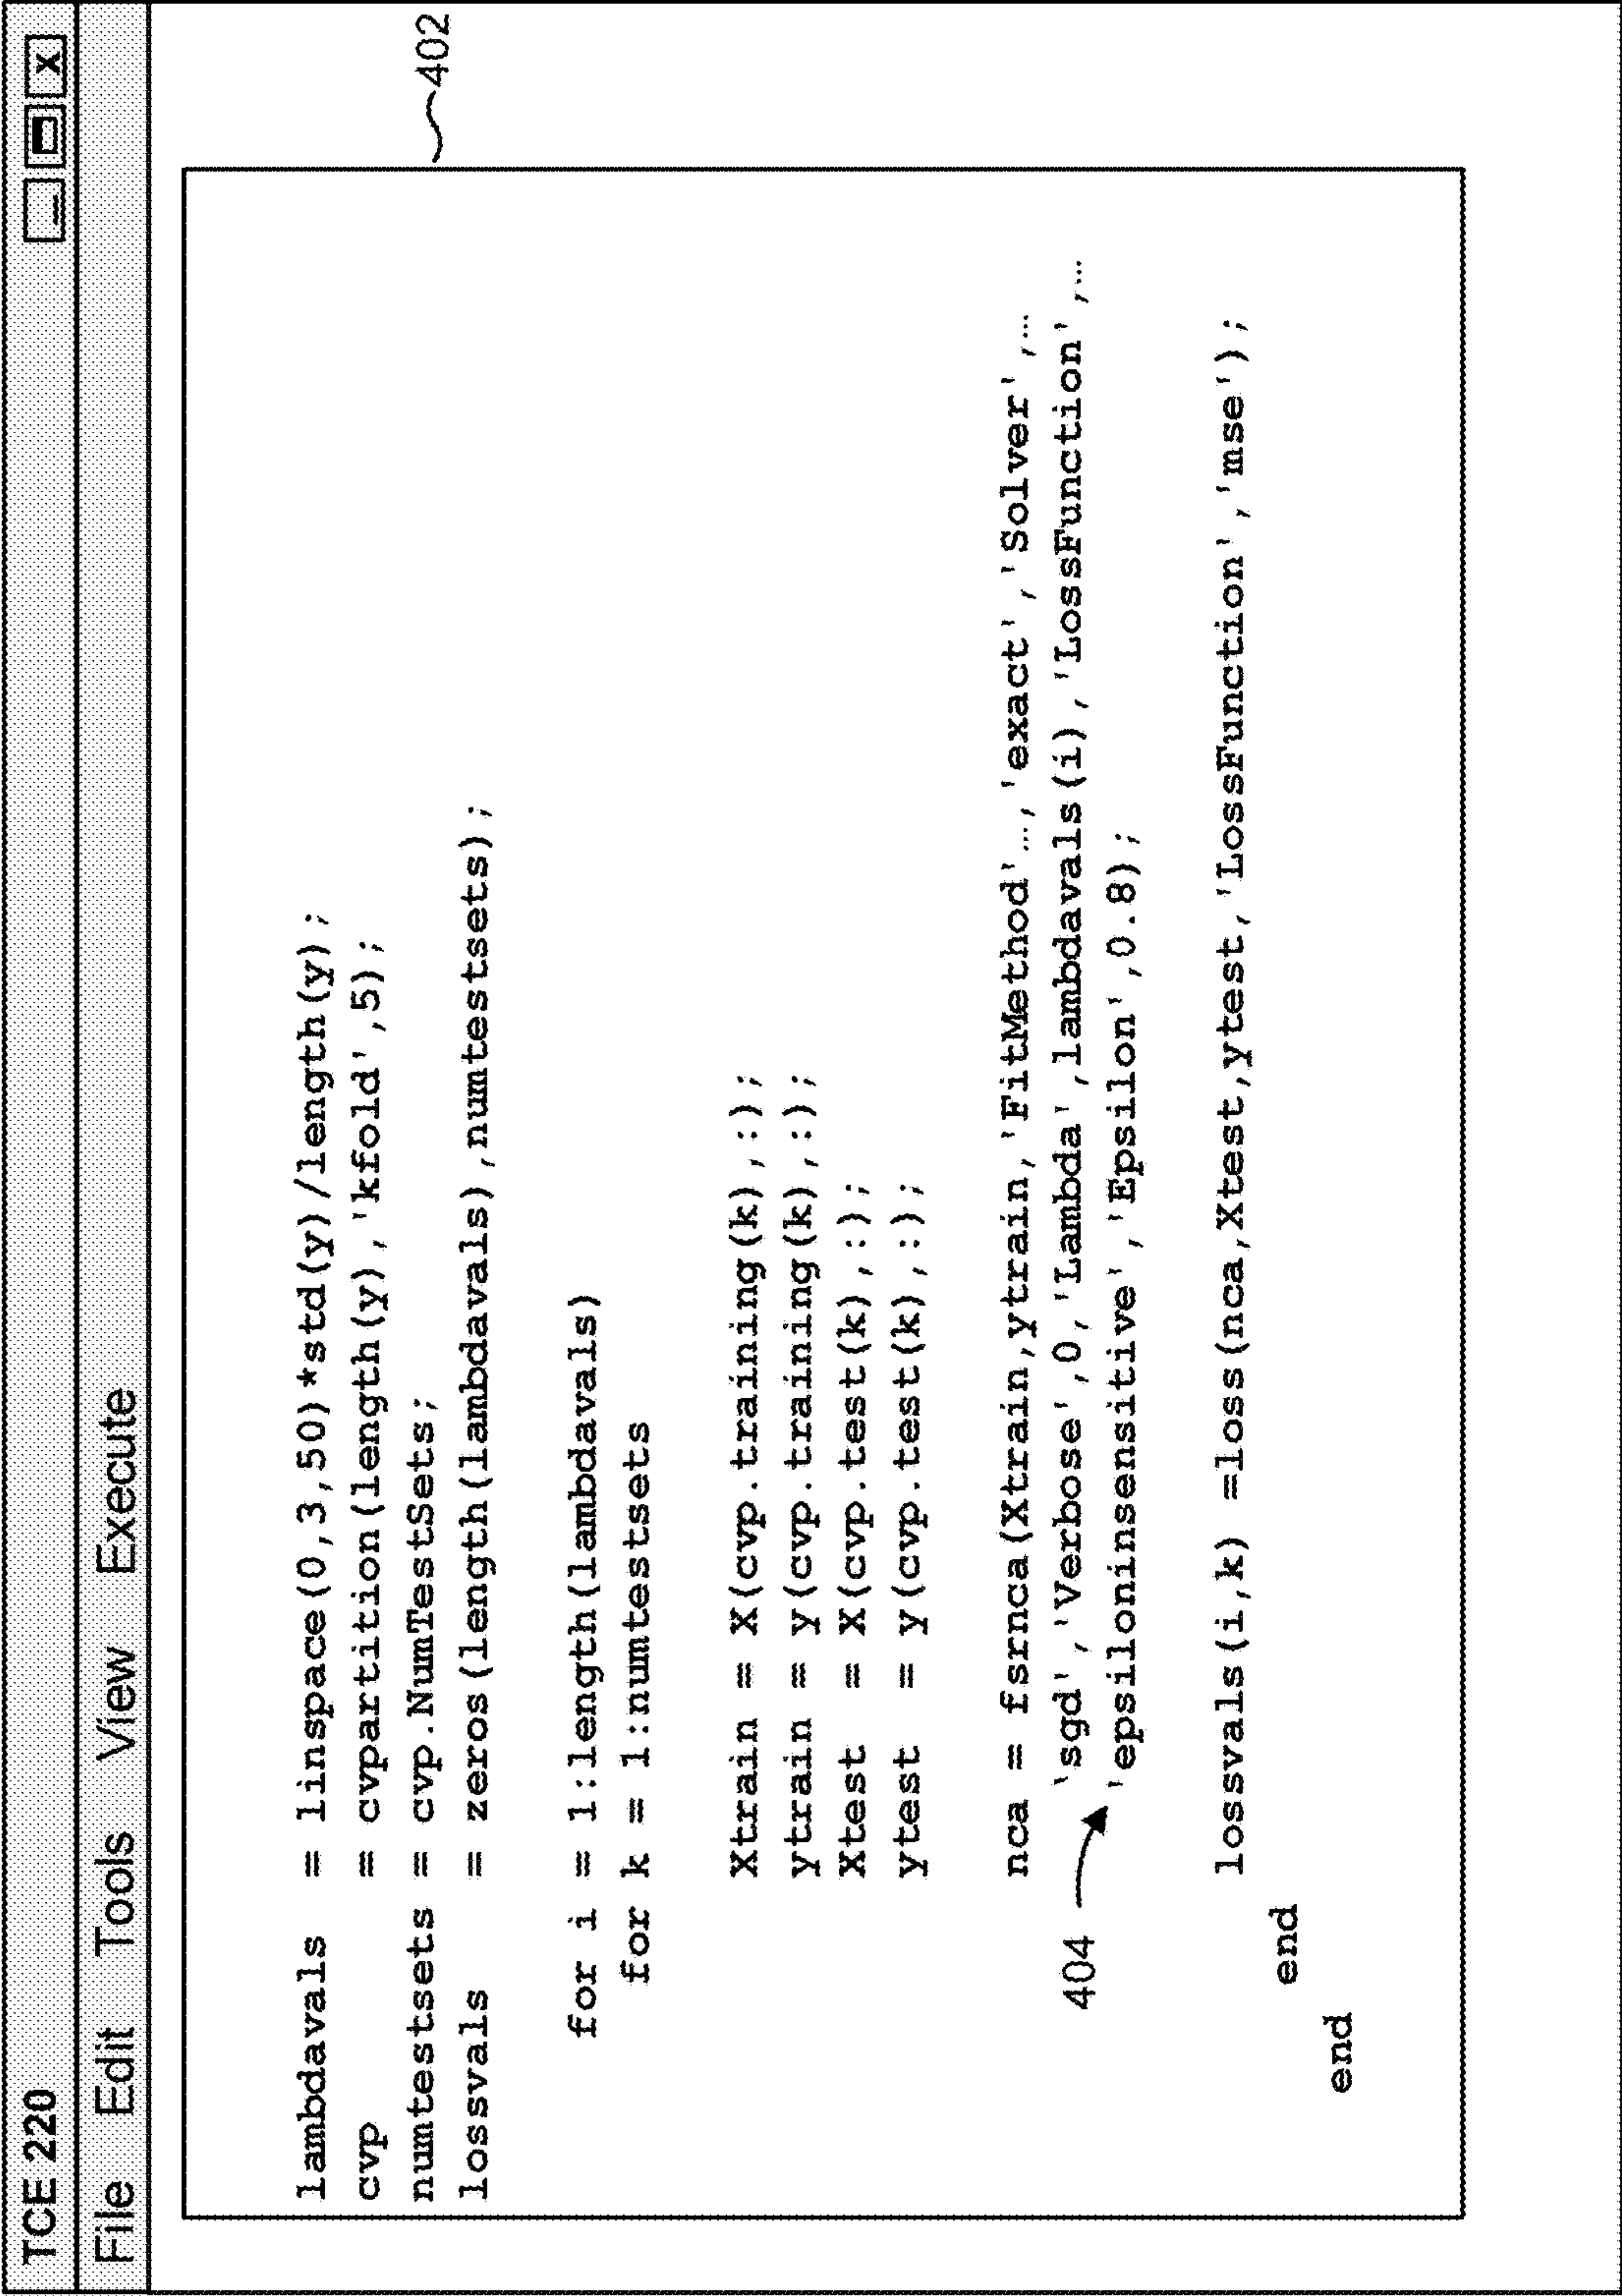 TCE 220
_ X
File Edit Tools View Execute
402
lambdavals = linspace(0,3,50)*std(y)/length(y);
cvp = cvpartition(length(y),'kfold',5);
numtestsets = cvp.NumTestSets;
lossvals = zeros(length(lambdavals),numtestsets);
for i = 1:length(lambdavals)
for k = 1:numtestsets
Xtrain = X(cvp.training(k),:);
ytrain = y(cvp.training(k),:);
Xtest = X(cvp.test(k),:);
ytest = y(cvp.test(k),:);
nca = fsrnca(Xtrain,ytrain,'FitMethod'…,'exact','Solver',…
'sgd','Verbose',0,'Lambda',lambdavals(i),'LossFunction',…
404
'epsiloninsensitive','Epsilon',0.8);
lossvals(i,k) =loss(nca,Xtest,ytest,'LossFunction','mse');
end
end